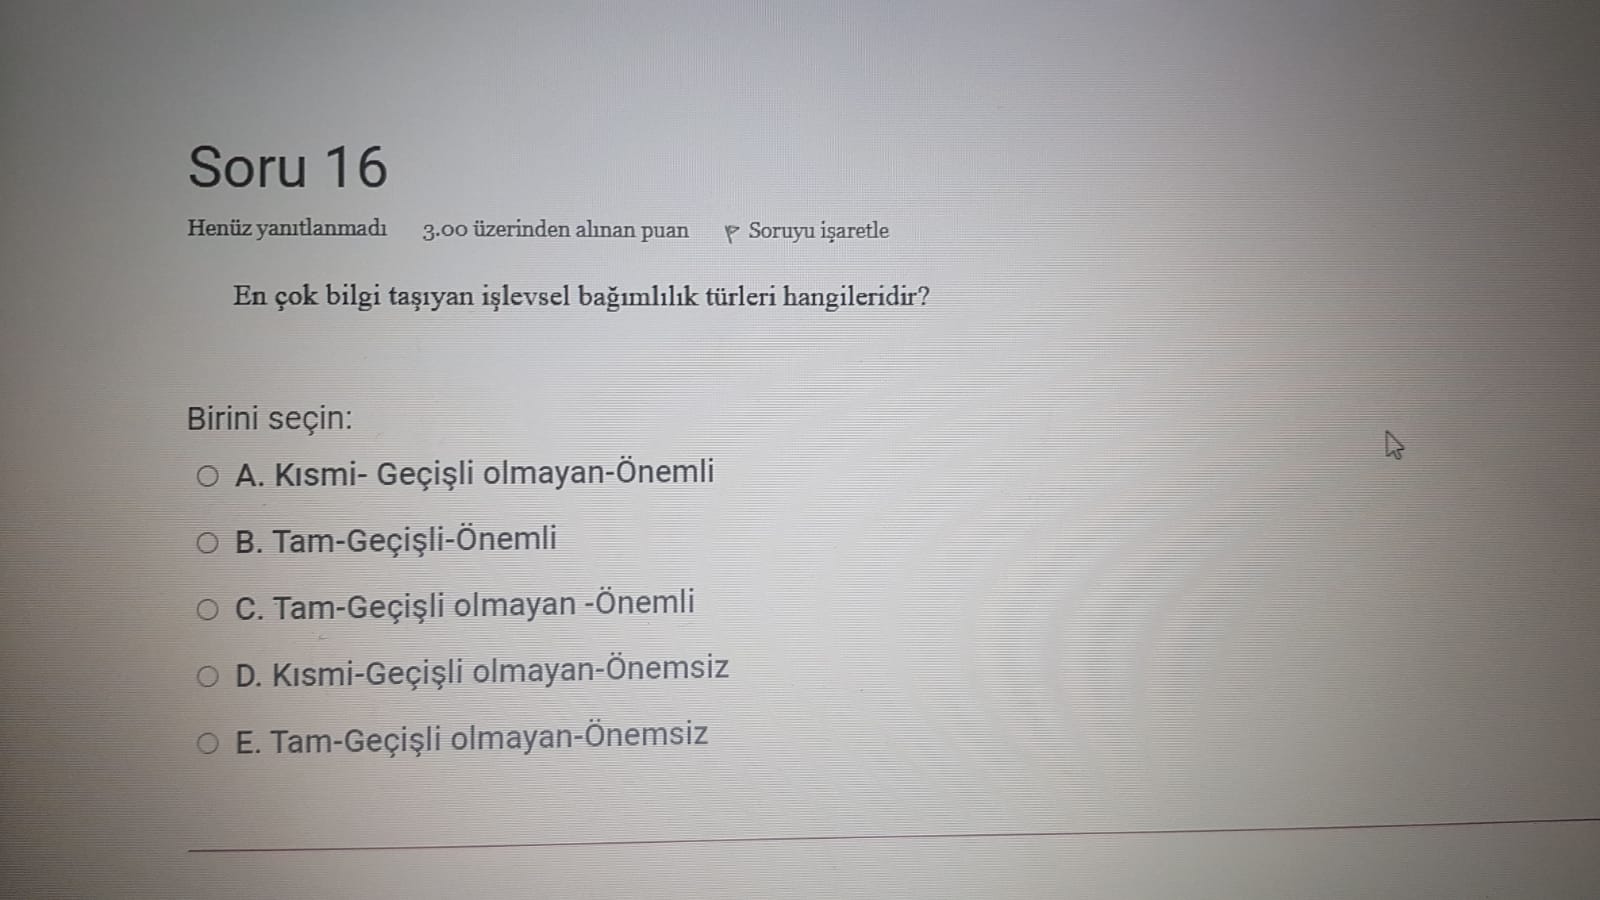 Soru 16
Henüz yanıtlanmadı 3.00 üzerinden alınan puan Soruyu işaretle
En çok bilgi taşıyan işlevsel bağımlılık türleri hangileridir?
Birini seçin:
A. Kısmi- Geçişli olmayan-Önemli
B. Tam-Geçişli-Önemli
C. Tam-Geçişli olmayan -Önemli
D. Kısmi-Geçişli olmayan-Önemsiz
E. Tam-Geçişli olmayan-Önemsiz